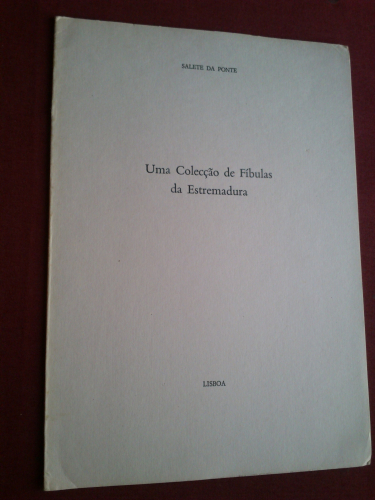 SALETE DA PONTE
Uma Colecção de Fíbulas
da Estremadura
LISBOA